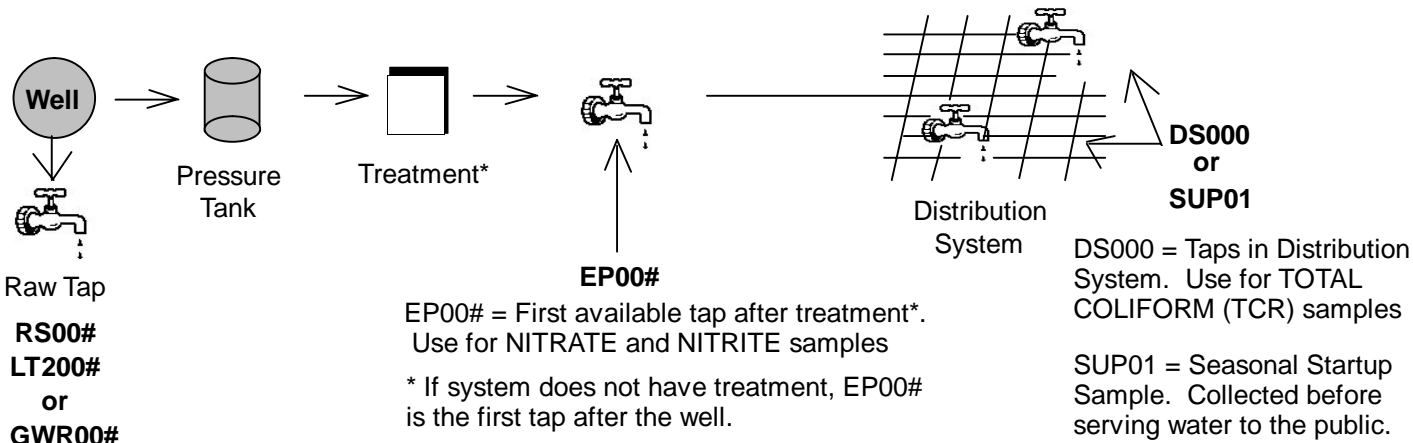 Well
Pressure
Tank
Treatment*
Raw Tap
RS00#
LT200#
or
GWR00#
EP00#
EP00# = First available tap after treatment*.
Use for NITRATE and NITRITE samples
* If system does not have treatment, EP00#
is the first tap after the well.
Distribution
System
DS000
or
SUP01
DS000 = Taps in Distribution
System.  Use for TOTAL
COLIFORM (TCR) samples
SUP01 = Seasonal Startup
Sample.  Collected before
serving water to the public.